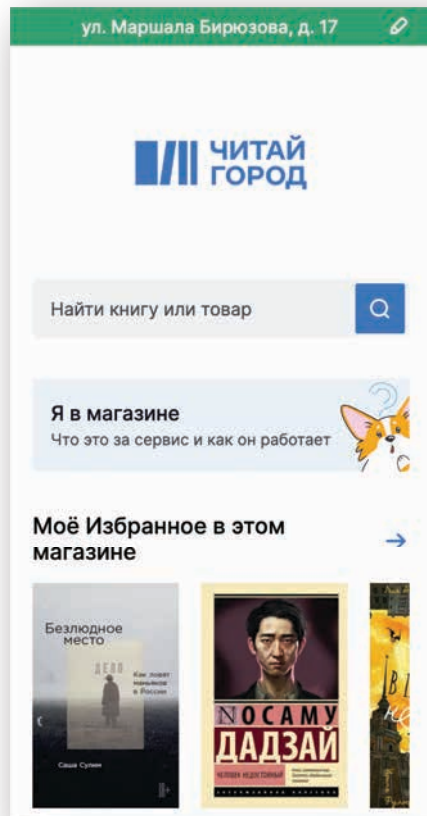 ул. Маршала Бирюзова, д. 17
ЧИТАЙ
ГОРОД
Найти книгу или товар
Я в магазине
Что это за сервис и как он работает
Моё Избранное в этом
магазине
Безлюдное
место
ДЕЛО
Как ловят
маньяков
в России
Саша Сулим
ОСАМУ
ДАДЗАЙ
ЧЕЛОВЕК НЕДОСТОЙНЫЙ